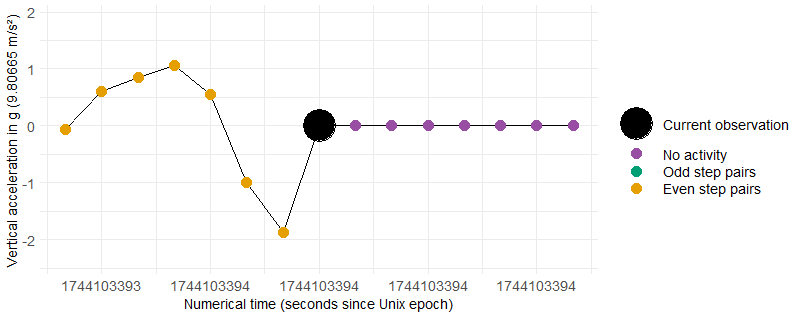 Vertical acceleration in g (9.80665 m/s²)
2
1
0
-1
-2
1744103393 1744103394 1744103394 1744103394 1744103394
Numerical time (seconds since Unix epoch)
Current observation
No activity
Odd step pairs
Even step pairs